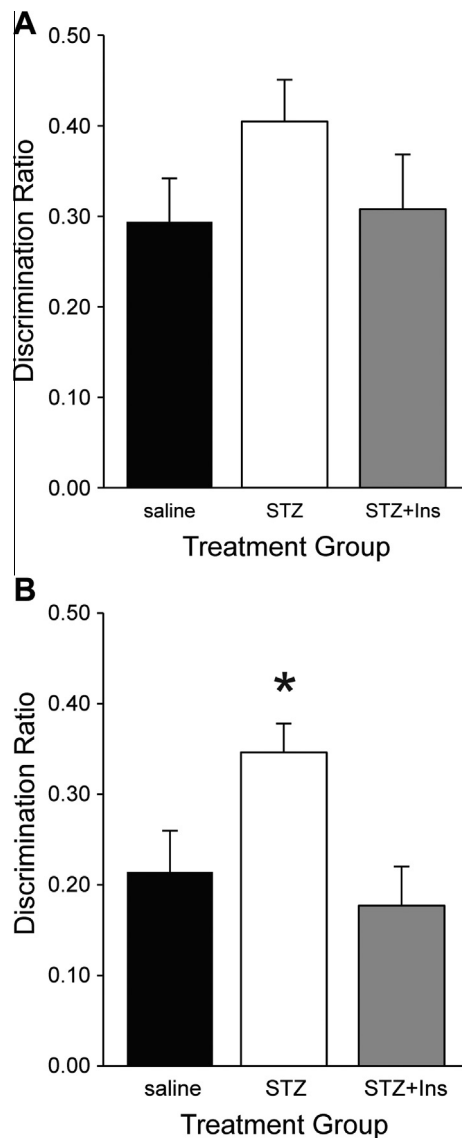 A
0.50
0.40
0.30
0.20
0.10
0.00
Discrimination Ratio
saline STZ STZ+Ins
Treatment Group
B
0.50
*
0.40
0.30
0.20
0.10
0.00
Discrimination Ratio
saline STZ STZ+Ins
Treatment Group